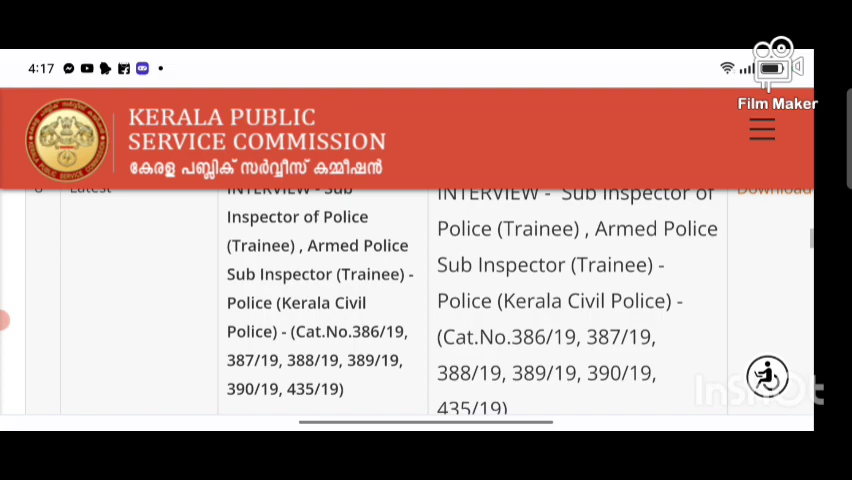 4:17
Film Maker
KERALA PUBLIC
SERVICE COMMISSION
കേരള പബ്ലിക് സർവ്വീസ് കമ്മീഷൻ
Latest
INTERVIEW - Sub
Inspector of Police
(Trainee) , Armed Police
Sub Inspector (Trainee) -
Police (Kerala Civil
Police) - (Cat.No.386/19,
387/19, 388/19, 389/19,
390/19, 435/19)
INTERVIEW - Sub Inspector of
Police (Trainee) , Armed Police
Sub Inspector (Trainee) -
Police (Kerala Civil Police) -
(Cat.No.386/19, 387/19,
388/19, 389/19, 390/19,
435/19)
Download
InShOt